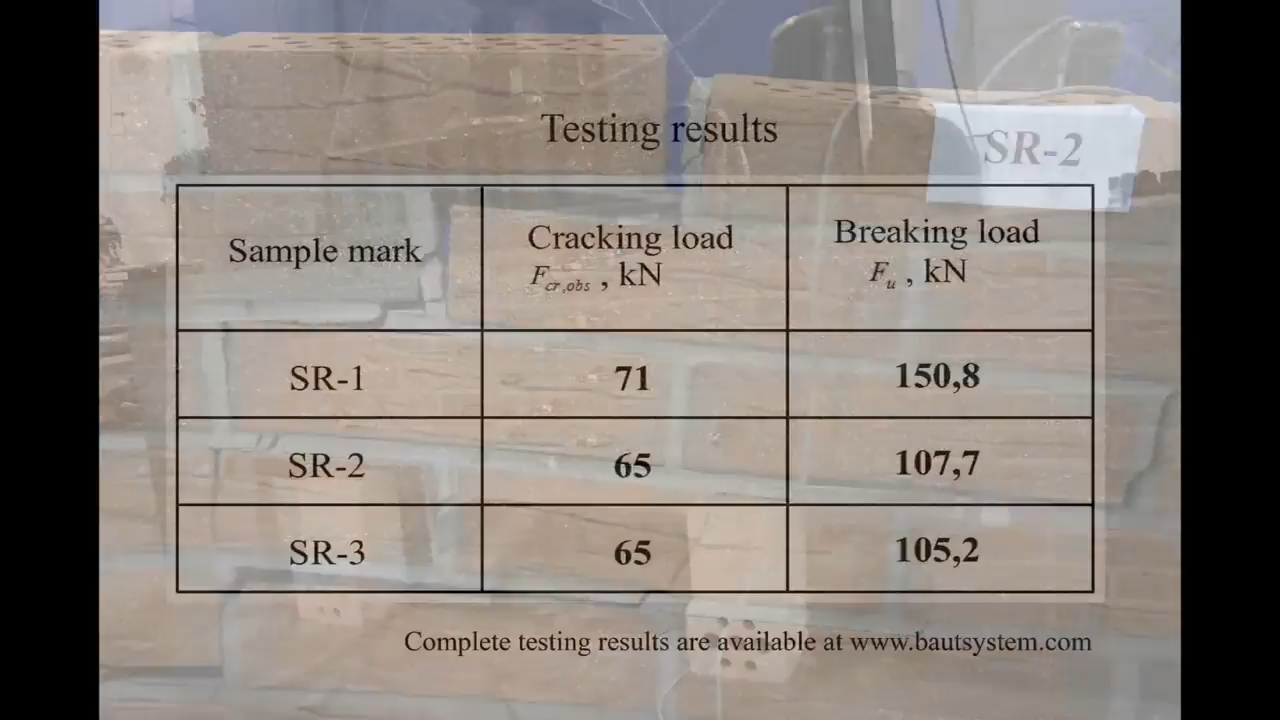 SR-2
Testing results
Sample mark
Cracking load
F_cr,obs , kN
Breaking load
F_u , kN
SR-1
71
150,8
SR-2
65
107,7
SR-3
65
105,2
Complete testing results are available at www.bautsystem.com